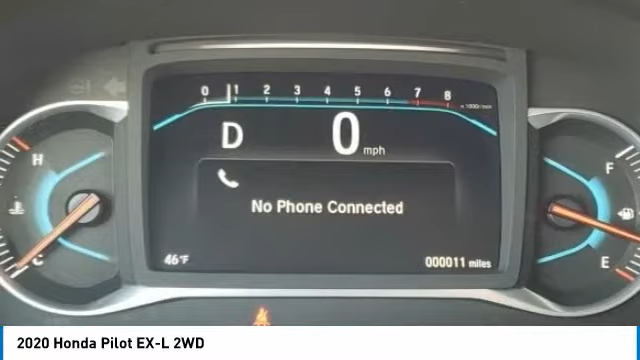 0 1 2 3 4 5 6 7 8 x 1000r/min
D 0 mph
H F
No Phone Connected
C E
46°F 000011 miles
2020 Honda Pilot EX-L 2WD